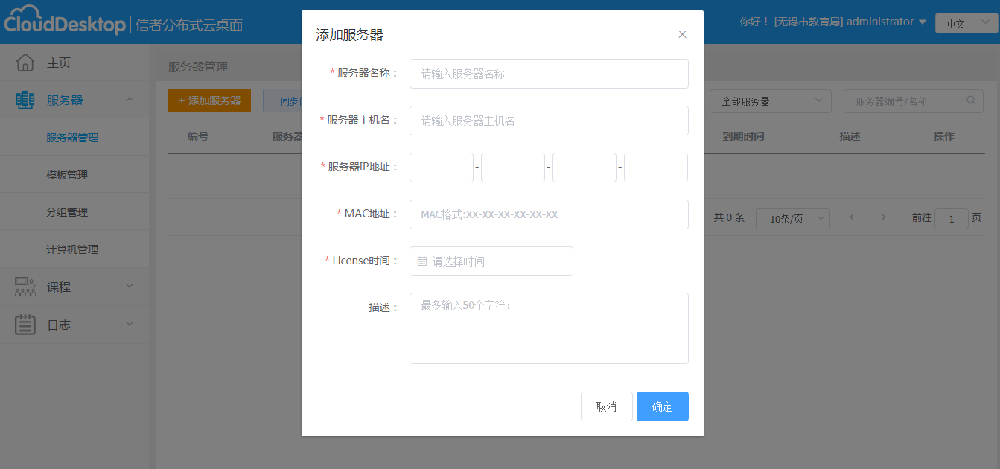 CloudDesktop 信者分布式云桌面
你好！ [无锡市教育局] administrator
中文
主页
服务器
服务器管理
模板管理
分组管理
计算机管理
课程
日志
服务器管理
+ 添加服务器
同步
全部服务器
服务器编号/名称
编号 服务器 到期时间 描述 操作
共 0 条 10条/页 前往 1 页
添加服务器
* 服务器名称： 请输入服务器名称
* 服务器主机名： 请输入服务器主机名
* 服务器IP地址： - - -
* MAC地址： MAC格式:XX-XX-XX-XX-XX-XX
* License时间： 请选择时间
描述： 最多输入50个字符：
取消 确定